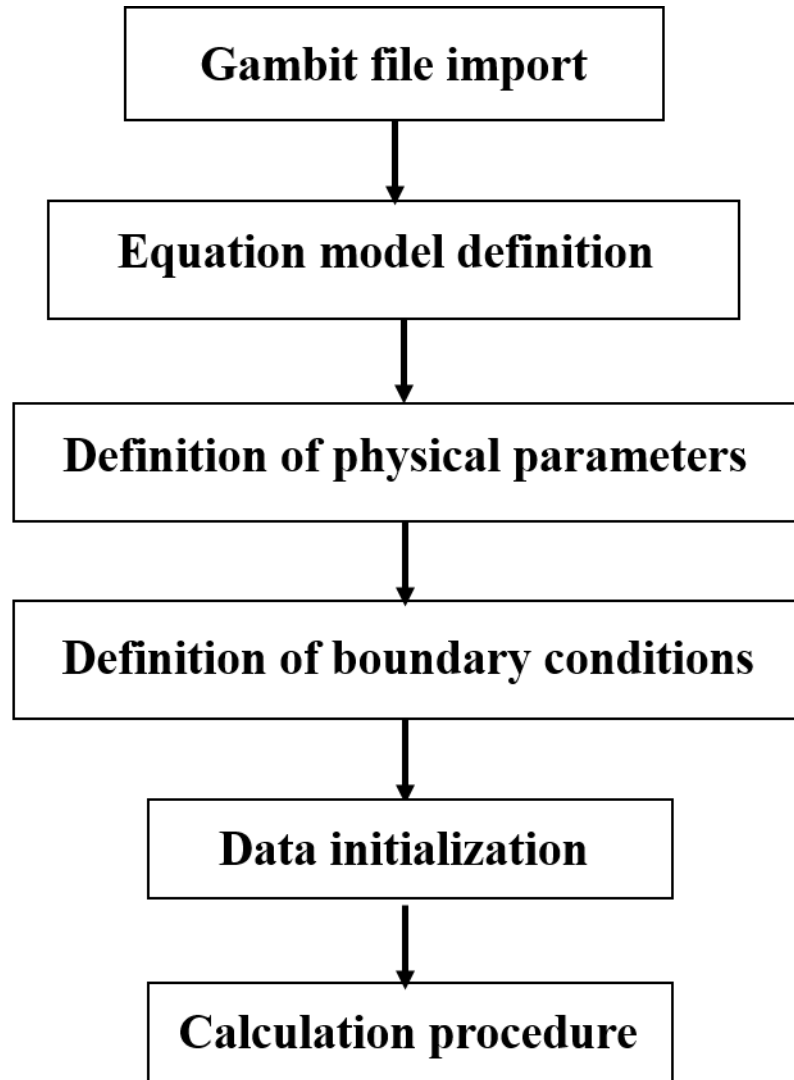 Gambit file import
Equation model definition
Definition of physical parameters
Definition of boundary conditions
Data initialization
Calculation procedure